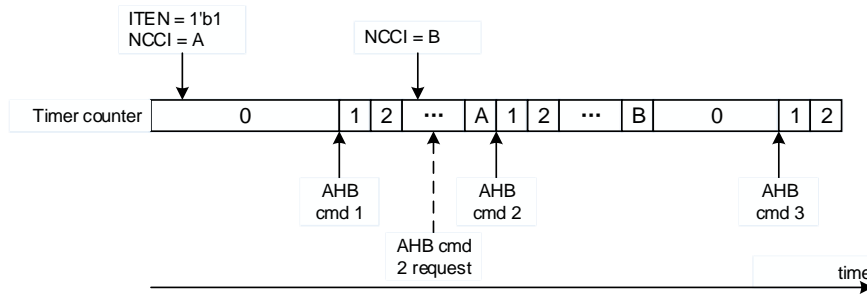 ITEN = 1'b1
NCCI = A
NCCI = B
Timer counter
0 1 2 ... A 1 2 ... B 0 1 2
AHB
cmd 1
AHB
cmd 2
AHB
cmd 3
AHB cmd
2 request
time